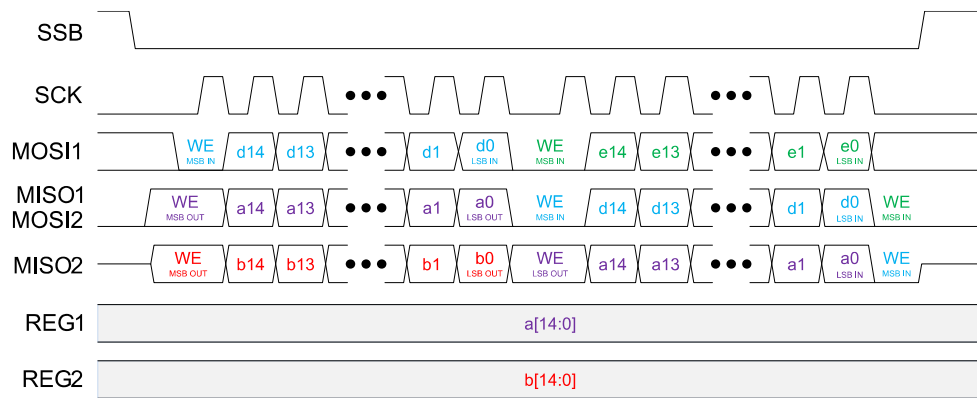 SSB
SCK
MOSI1 WE MSB IN d14 d13 ••• d1 d0 LSB IN WE MSB IN e14 e13 ••• e1 e0 LSB IN
MISO1 MOSI2 WE MSB OUT a14 a13 ••• a1 a0 LSB OUT WE MSB IN d14 d13 ••• d1 d0 LSB IN WE MSB IN
MISO2 WE MSB OUT b14 b13 ••• b1 b0 LSB OUT WE LSB OUT a14 a13 ••• a1 a0 LSB IN WE MSB IN
REG1 a[14:0]
REG2 b[14:0]